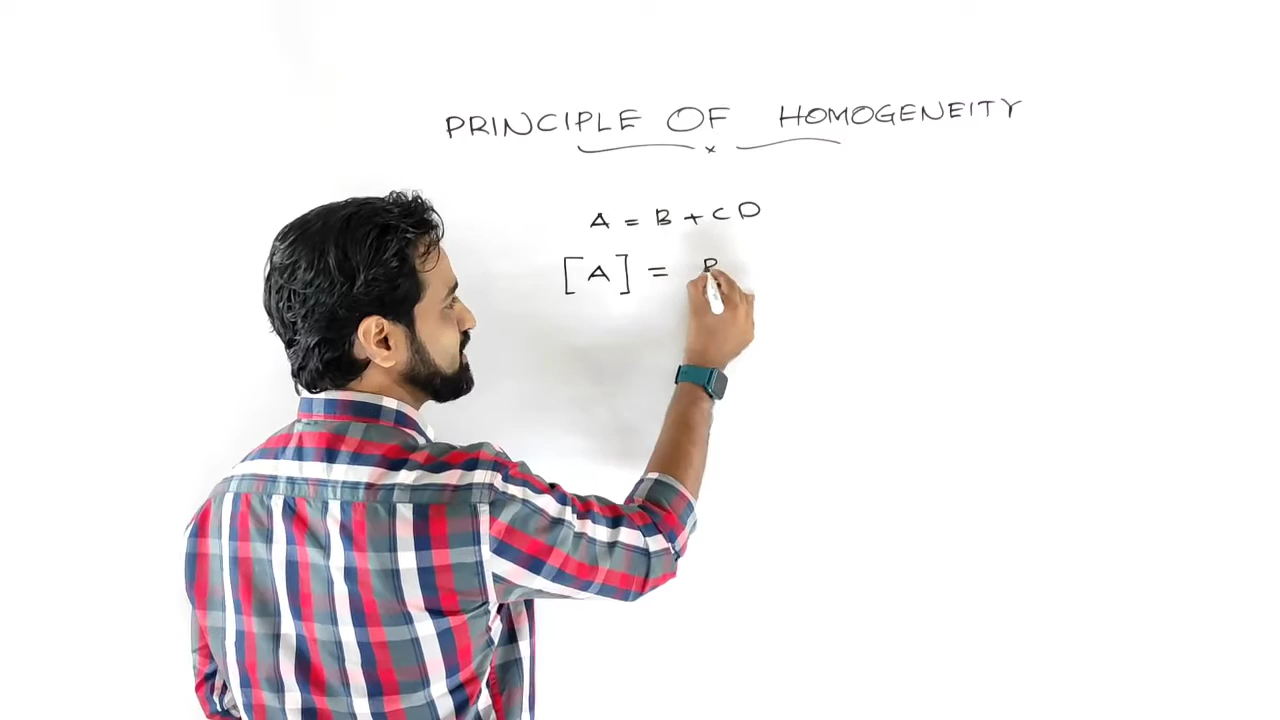 PRINCIPLE OF HOMOGENEITY
A = B + CD
[A] = B